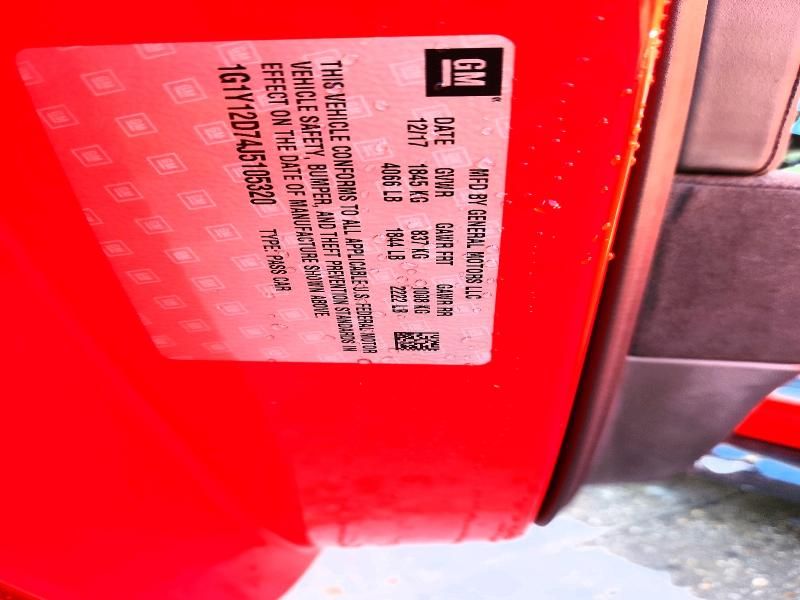 GM
MFD BY GENERAL MOTORS LLC
DATE GVWR GAWR FRT GAWR RR
12/17 1845 KG 837 KG 1008 KG
4066 LB 1844 LB 2222 LB
THIS VEHICLE CONFORMS TO ALL APPLICABLE U.S. FEDERAL MOTOR
VEHICLE SAFETY, BUMPER, AND THEFT PREVENTION STANDARDS IN
EFFECT ON THE DATE OF MANUFACTURE SHOWN ABOVE.
1G1Y12D74J5105320 TYPE: PASS CAR